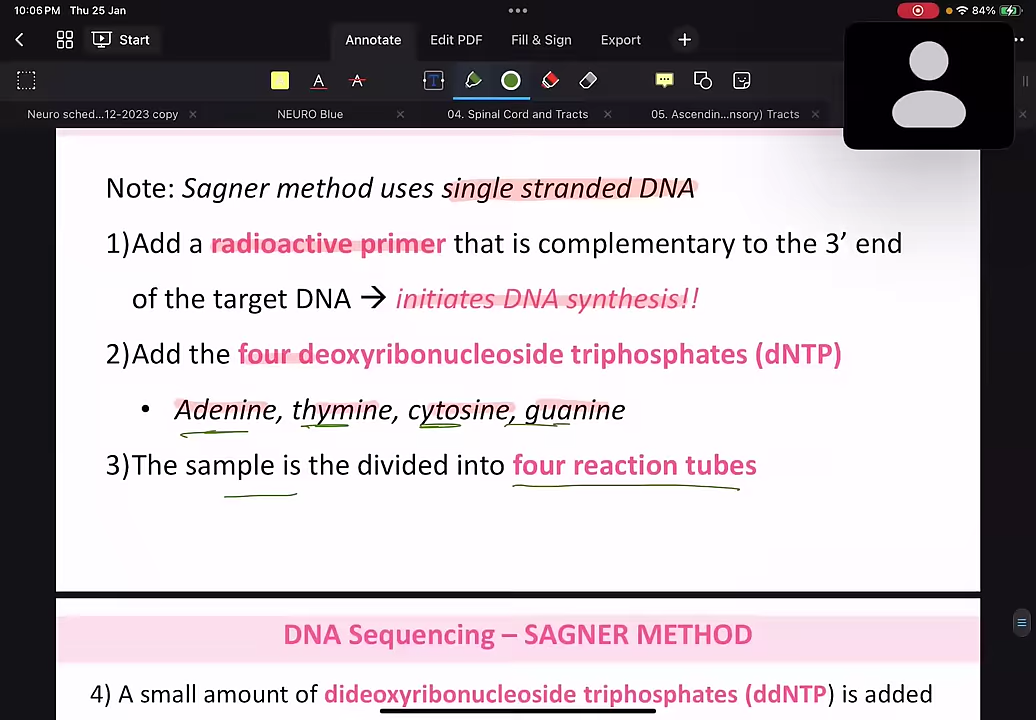 10:06 PM Thu 25 Jan
84%
Start
Annotate
Edit PDF
Fill & Sign
Export
Neuro sched...12-2023 copy
NEURO Blue
04. Spinal Cord and Tracts
05. Ascendin...nsory) Tracts
Note: Sagner method uses single stranded DNA
1)Add a radioactive primer that is complementary to the 3’ end
of the target DNA → initiates DNA synthesis!!
2)Add the four deoxyribonucleoside triphosphates (dNTP)
• Adenine, thymine, cytosine, guanine
3)The sample is the divided into four reaction tubes
DNA Sequencing – SAGNER METHOD
4) A small amount of dideoxyribonucleoside triphosphates (ddNTP) is added